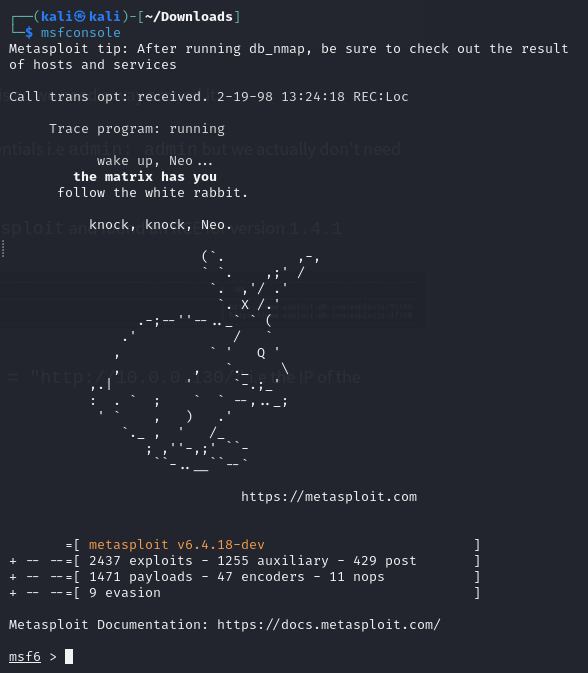 ┌──(kali㉿kali)-[~/Downloads]
└─$ msfconsole
Metasploit tip: After running db_nmap, be sure to check out the result
of hosts and services
Call trans opt: received. 2-19-98 13:24:18 REC:Loc
Trace program: running
entials i.e admin: admin but we actually don't need
wake up, Neo...
the matrix has you
follow the white rabbit.
knock, knock, Neo.
version 1.4.1
(`.         ,-,
` `.    ,;' /
`.  ,'/ .'
`. X /.'
.-;--''--.._` ` (
.'            /   `
,           ` '   Q '
,         ,   `._    \
,.|         '     `-.;_'
:  . `  ;    `  ` --,.._;
' `    ,   )   .'
`._ ,  '   /_
; ,''-,;' ``-
``-..__``--`
= "http://10.0.0.130/ the IP of the
https://metasploit.com
=[ metasploit v6.4.18-dev                          ]
+ -- --=[ 2437 exploits - 1255 auxiliary - 429 post       ]
+ -- --=[ 1471 payloads - 47 encoders - 11 nops           ]
+ -- --=[ 9 evasion                                       ]
Metasploit Documentation: https://docs.metasploit.com/
msf6 >